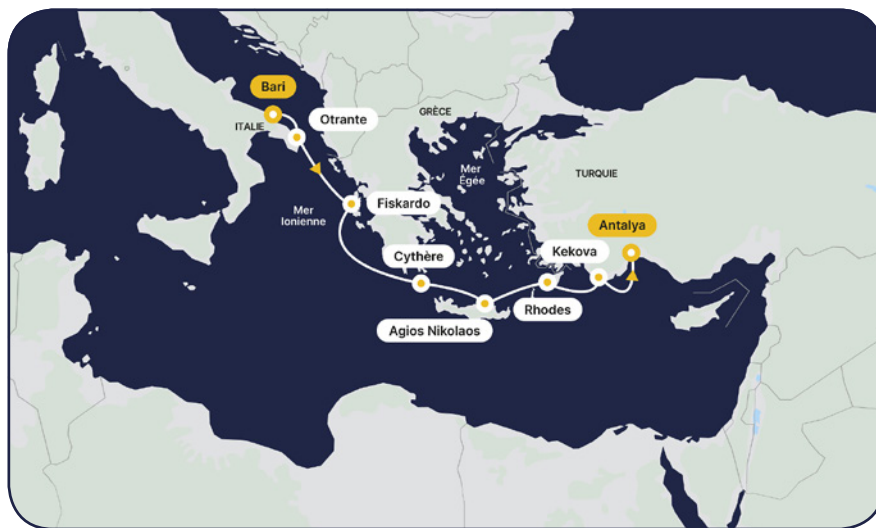 Bari
Otrante
ITALIE
GRÈCE
Mer
Égée
TURQUIE
Fiskardo
Mer
Ionienne
Antalya
Kekova
Cythère
Rhodes
Agios Nikolaos